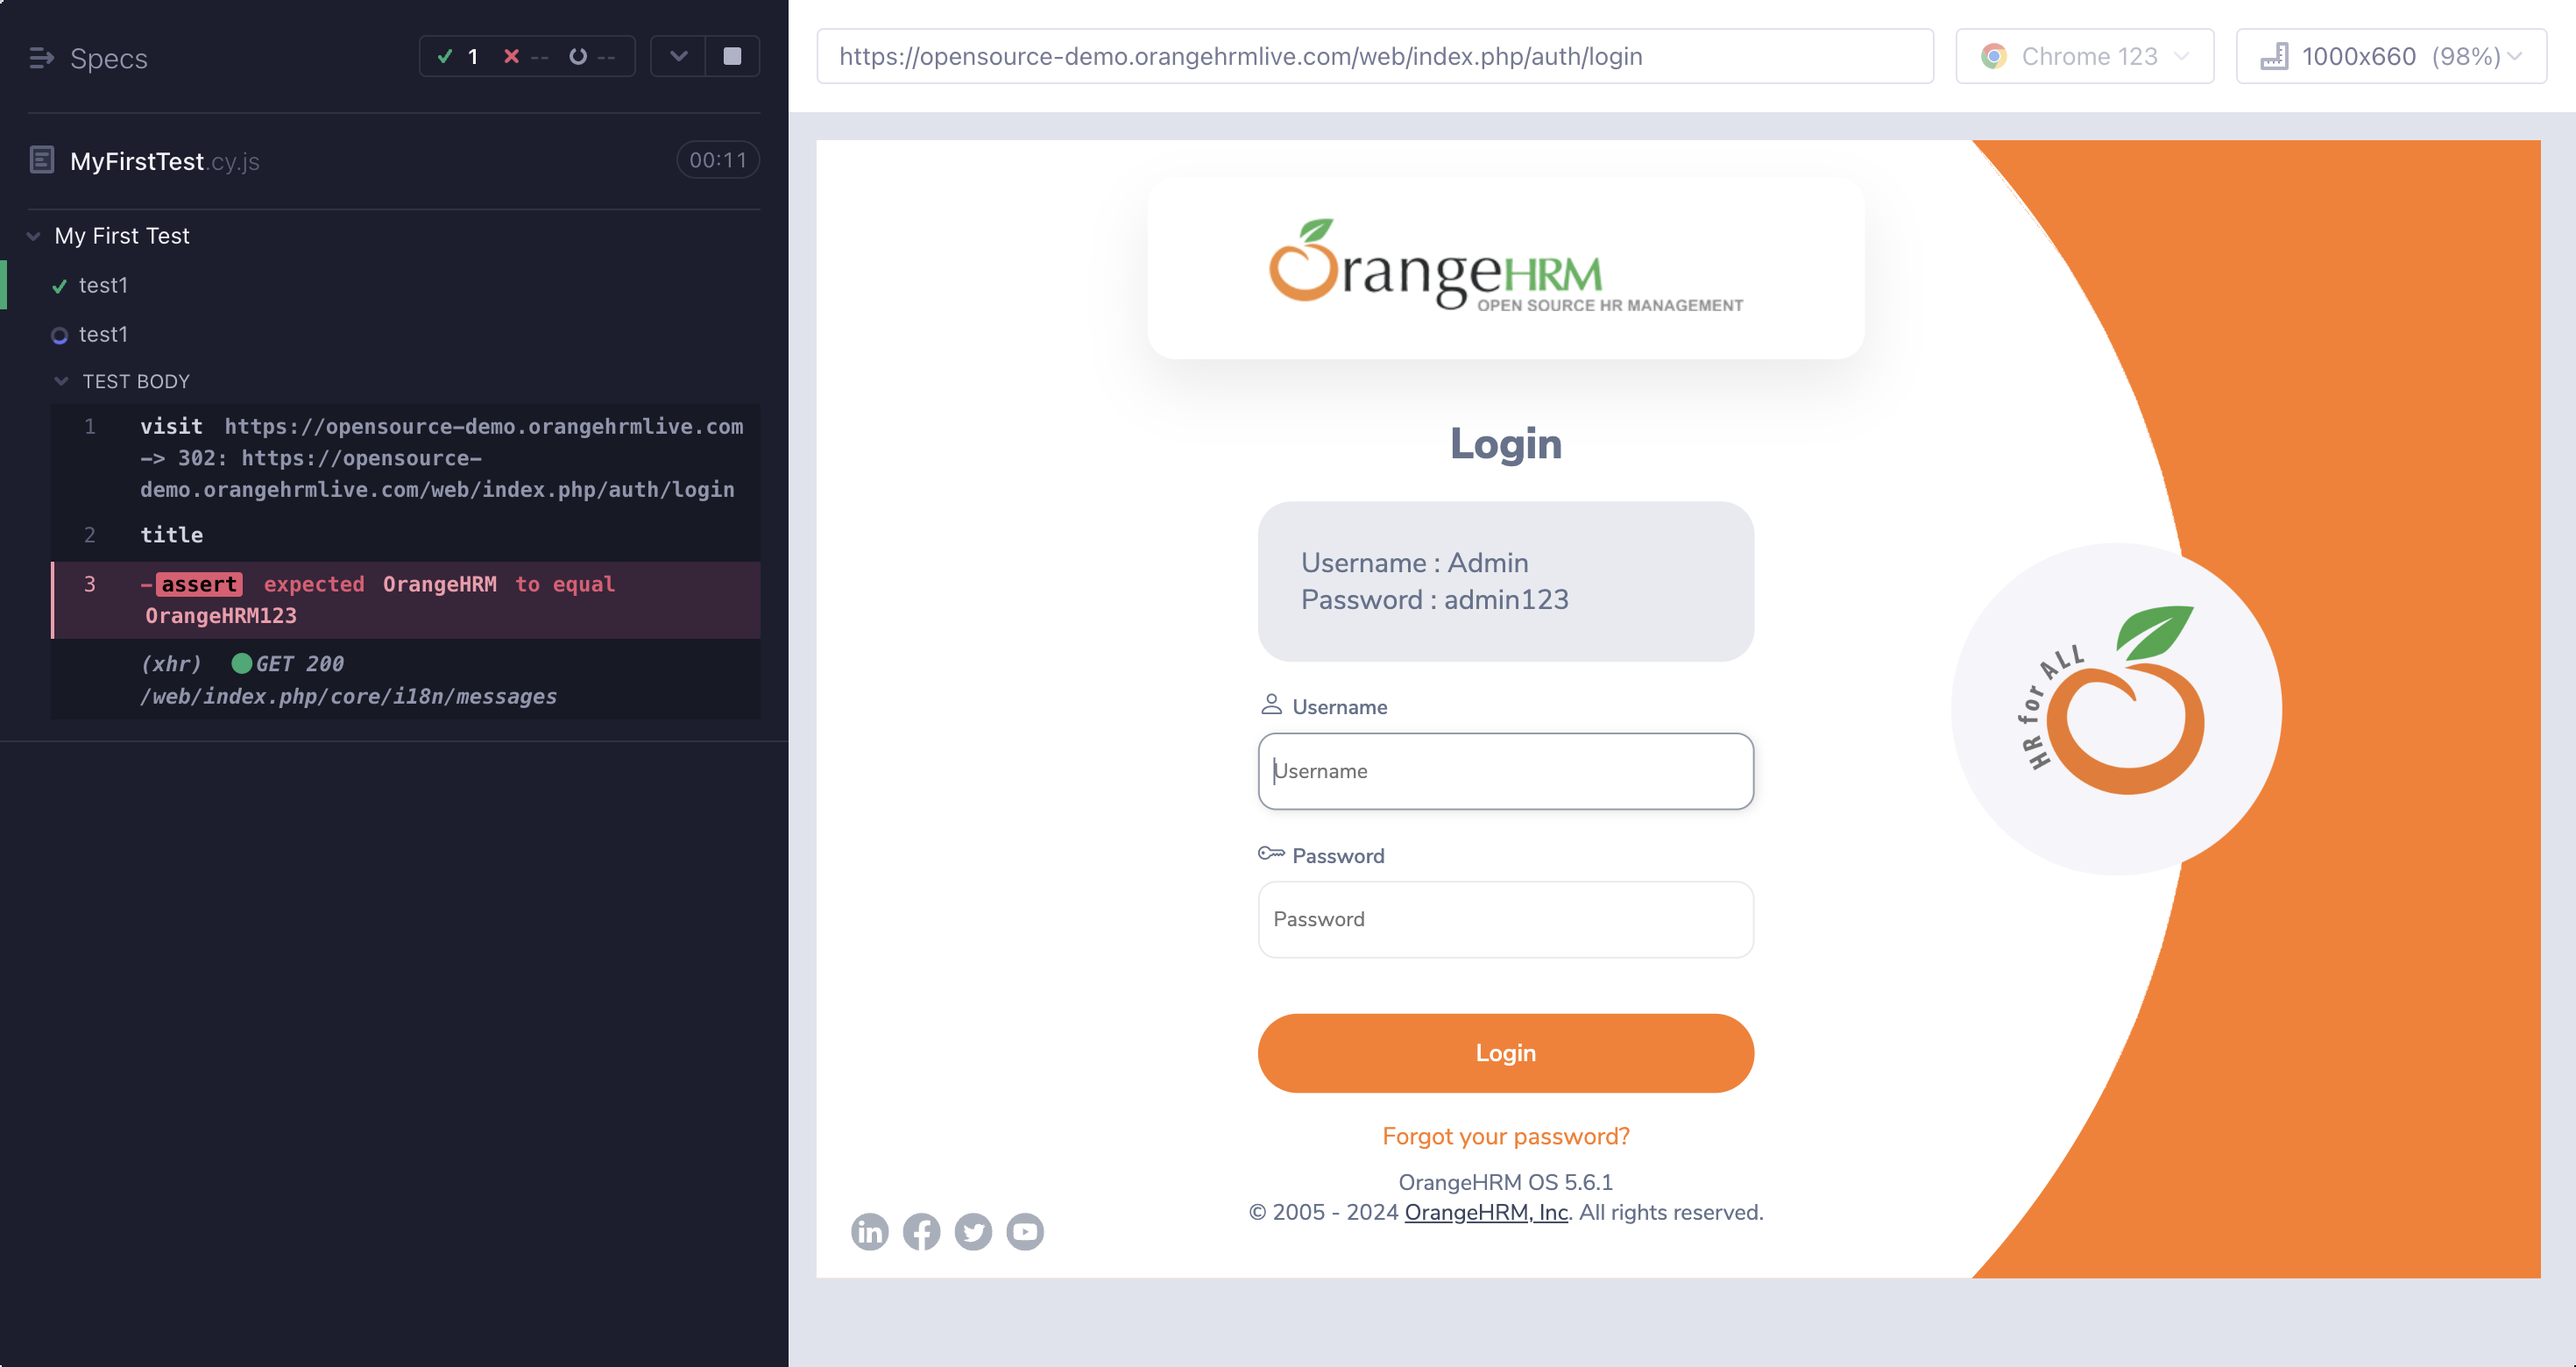 Specs
1 -- --
MyFirstTest.cy.js 00:11
My First Test
test1
test1
TEST BODY
1 visit https://opensource-demo.orangehrmlive.com
-> 302: https://opensource-
demo.orangehrmlive.com/web/index.php/auth/login
2 title
3 -assert expected OrangeHRM to equal
OrangeHRM123
(xhr) GET 200
/web/index.php/core/i18n/messages
https://opensource-demo.orangehrmlive.com/web/index.php/auth/login
Chrome 123
1000x660 (98%)
OrangeHRM
OPEN SOURCE HR MANAGEMENT
Login
Username : Admin
Password : admin123
Username
Username
Password
Password
Login
Forgot your password?
OrangeHRM OS 5.6.1
© 2005 - 2024 OrangeHRM, Inc. All rights reserved.
HR for ALL